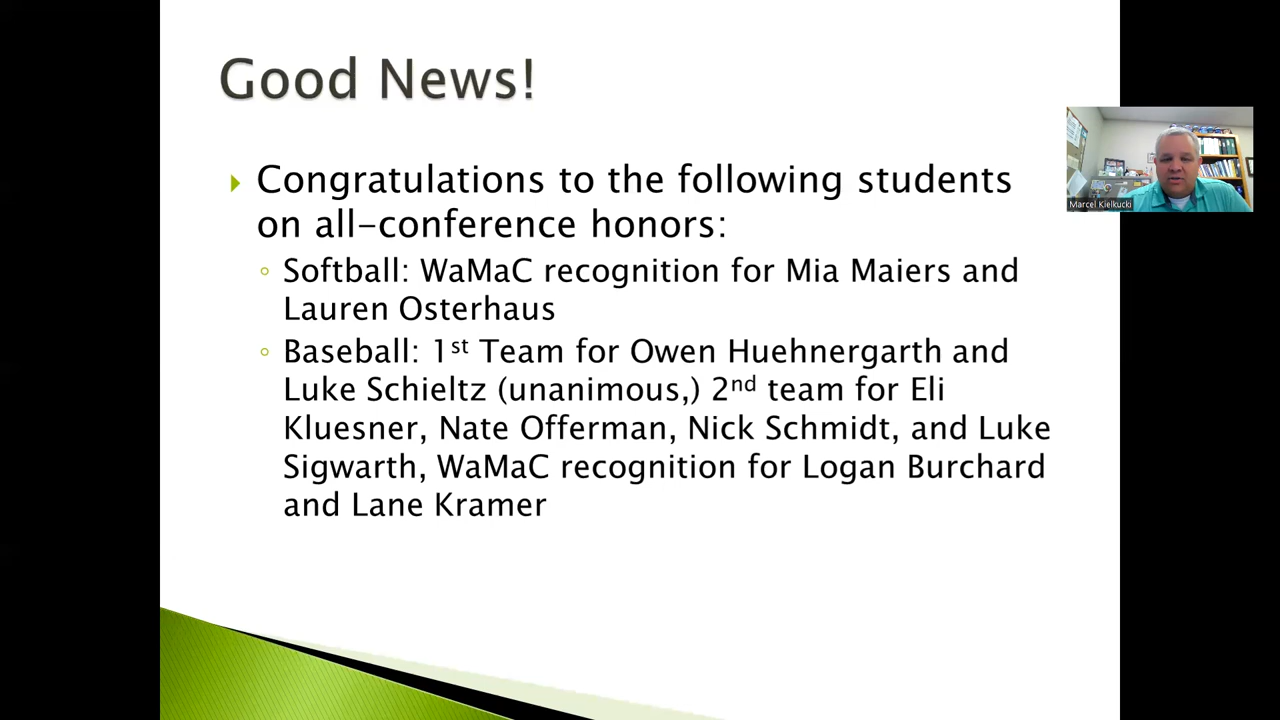 Good News!
Congratulations to the following students
on all-conference honors:
Softball: WaMaC recognition for Mia Maiers and
Lauren Osterhaus
Baseball: 1st Team for Owen Huehnergarth and
Luke Schieltz (unanimous,) 2nd team for Eli
Kluesner, Nate Offerman, Nick Schmidt, and Luke
Sigwarth, WaMaC recognition for Logan Burchard
and Lane Kramer
Marcel Kielkucki